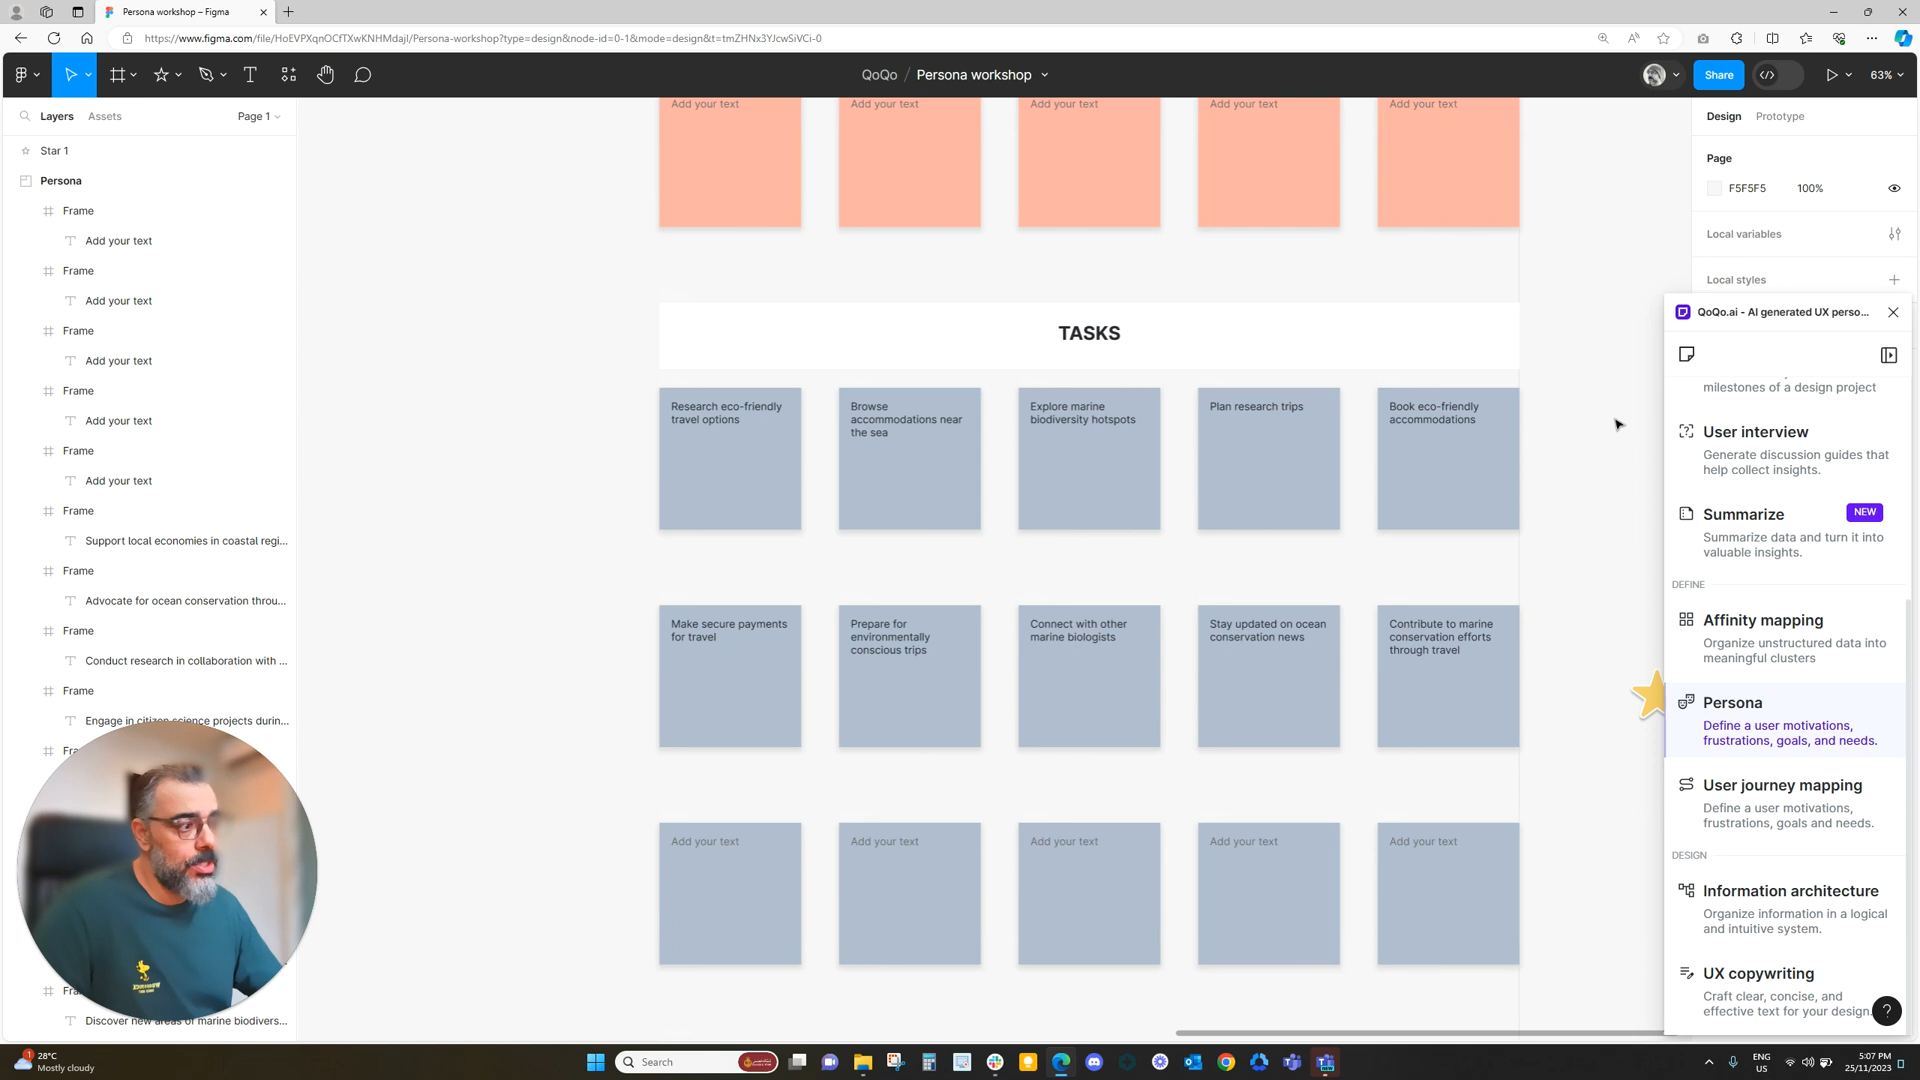 Persona workshop – Figma
https://www.figma.com/file/HoEVPXqnOCfTXwKNHMdajI/Persona-workshop?type=design&node-id=0-1&mode=design&t=tmZHNx3YJcwSiVCi-0
QoQo / Persona workshop
Share
63%
Layers
Assets
Page 1
Star 1
Persona
Frame
Add your text
Frame
Add your text
Frame
Add your text
Frame
Add your text
Frame
Add your text
Frame
Support local economies in coastal regi...
Frame
Advocate for ocean conservation throu...
Frame
Conduct research in collaboration with ...
Frame
Engage in citizen science projects durin...
Discover new areas of marine biodivers...
Add your text
Add your text
Add your text
Add your text
Add your text
TASKS
Research eco-friendly
travel options
Browse
accommodations near
the sea
Explore marine
biodiversity hotspots
Plan research trips
Book eco-friendly
accommodations
Make secure payments
for travel
Prepare for
environmentally
conscious trips
Connect with other
marine biologists
Stay updated on ocean
conservation news
Contribute to marine
conservation efforts
through travel
Add your text
Add your text
Add your text
Add your text
Add your text
Design
Prototype
Page
F5F5F5
100%
Local variables
Local styles
QoQo.ai - AI generated UX perso...
milestones of a design project
User interview
Generate discussion guides that
help collect insights.
Summarize
NEW
Summarize data and turn it into
valuable insights.
DEFINE
Affinity mapping
Organize unstructured data into
meaningful clusters
Persona
Define a user motivations,
frustrations, goals, and needs.
User journey mapping
Define a user motivations,
frustrations, goals and needs.
DESIGN
Information architecture
Organize information in a logical
and intuitive system.
UX copywriting
Craft clear, concise, and
effective text for your design.
?
1
28°C
Mostly cloudy
Search
ENG
US
5:07 PM
25/11/2023